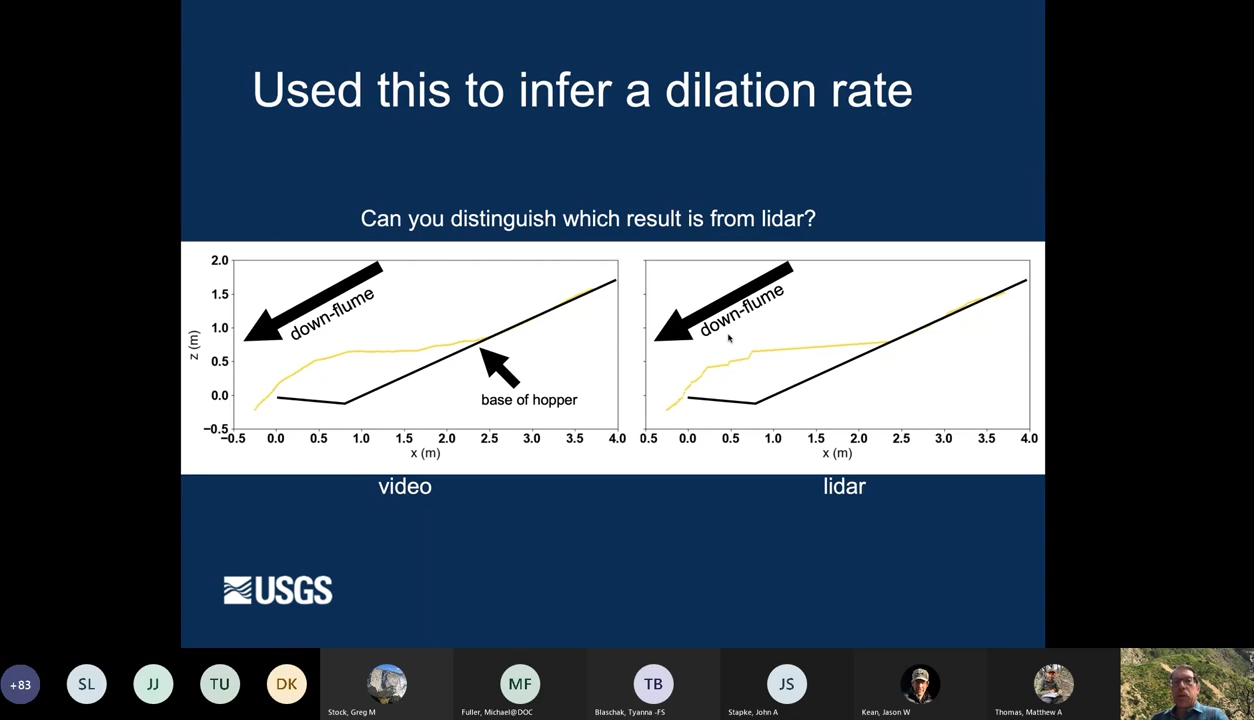 Used this to infer a dilation rate
Can you distinguish which result is from lidar?
2.0
1.5
1.0
0.5
0.0
−0.5
z (m)
down-flume
base of hopper
−0.5 0.0 0.5 1.0 1.5 2.0 2.5 3.0 3.5 4.0
x (m)
down-flume
0.5 0.0 0.5 1.0 1.5 2.0 2.5 3.0 3.5 4.0
x (m)
video
lidar
USGS
+83
SL
JJ
TU
DK
Stock, Greg M
MF
Fuller, Michael@DOC
TB
Blaschak, Tyanna -FS
JS
Stapke, John A
Kean, Jason W
Thomas, Matthew A